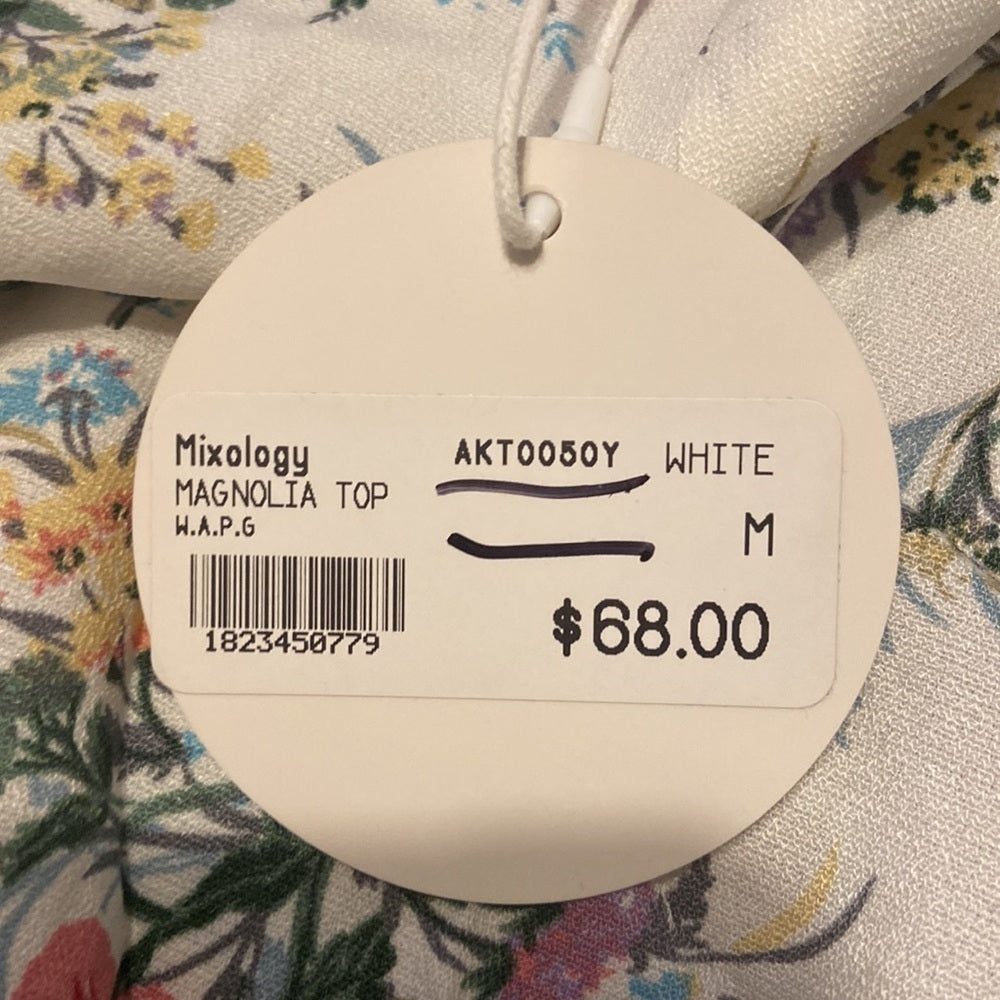 Mixology AKT0050Y WHITE
MAGNOLIA TOP
W.A.P.G M
1823450779 $68.00